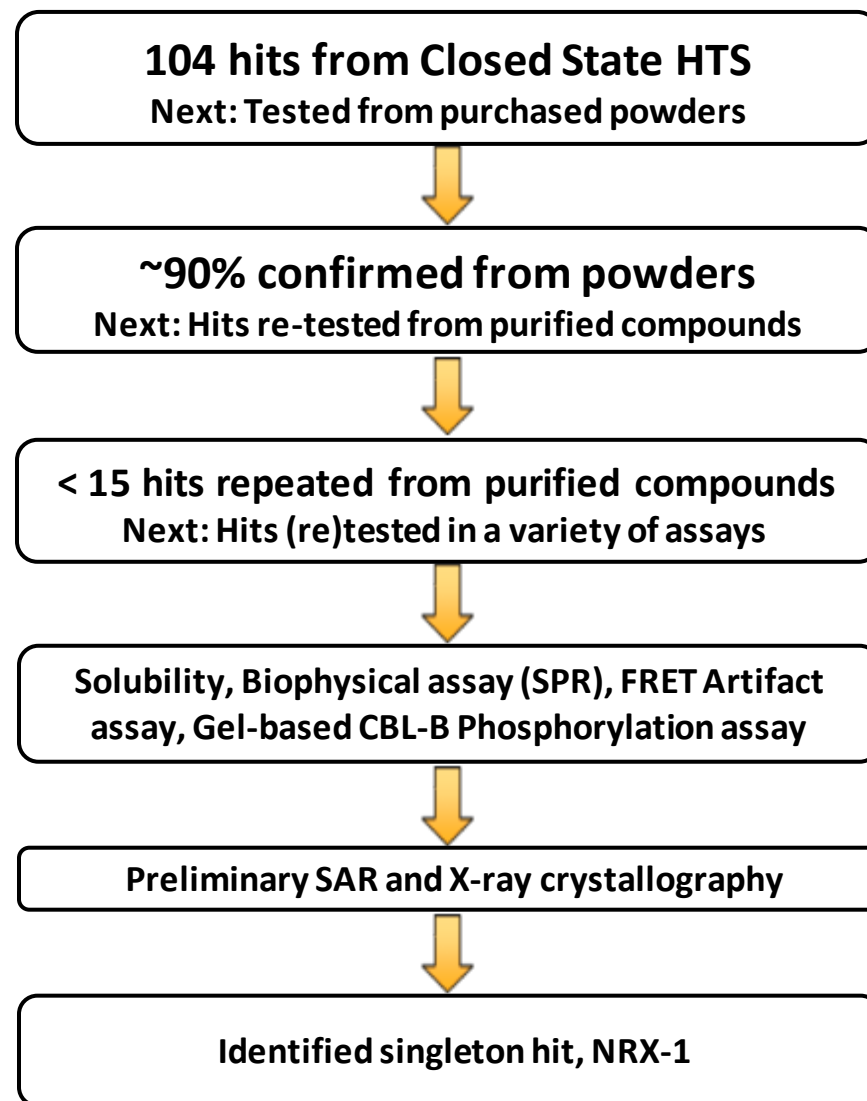 104 hits from Closed State HTS
Next: Tested from purchased powders
~90% confirmed from powders
Next: Hits re-tested from purified compounds
< 15 hits repeated from purified compounds
Next: Hits (re)tested in a variety of assays
Solubility, Biophysical assay (SPR), FRET Artifact
assay, Gel-based CBL-B Phosphorylation assay
Preliminary SAR and X-ray crystallography
Identified singleton hit, NRX-1